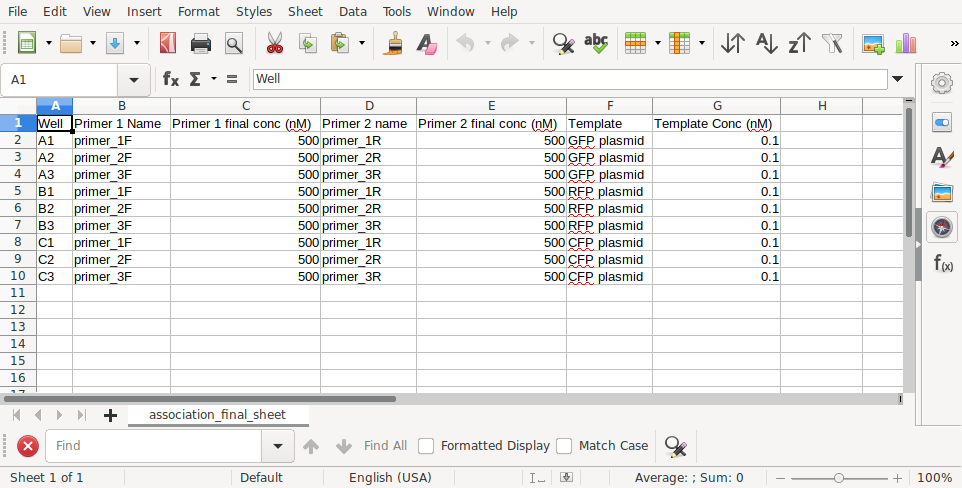 File Edit View Insert Format Styles Sheet Data Tools Window Help
abc
A1 fx Σ = Well
A B C D E F G H
1 Well Primer 1 Name Primer 1 final conc (nM) Primer 2 name Primer 2 final conc (nM) Template Template Conc (nM)
2 A1 primer_1F 500 primer_1R 500 GFP plasmid 0.1
3 A2 primer_2F 500 primer_2R 500 GFP plasmid 0.1
4 A3 primer_3F 500 primer_3R 500 GFP plasmid 0.1
5 B1 primer_1F 500 primer_1R 500 RFP plasmid 0.1
6 B2 primer_2F 500 primer_2R 500 RFP plasmid 0.1
7 B3 primer_3F 500 primer_3R 500 RFP plasmid 0.1
8 C1 primer_1F 500 primer_1R 500 CFP plasmid 0.1
9 C2 primer_2F 500 primer_2R 500 CFP plasmid 0.1
10 C3 primer_3F 500 primer_3R 500 CFP plasmid 0.1
11
12
13
14
15
16
17
association_final_sheet
Find Find All Formatted Display Match Case
Sheet 1 of 1 Default English (USA) Average: ; Sum: 0 100%